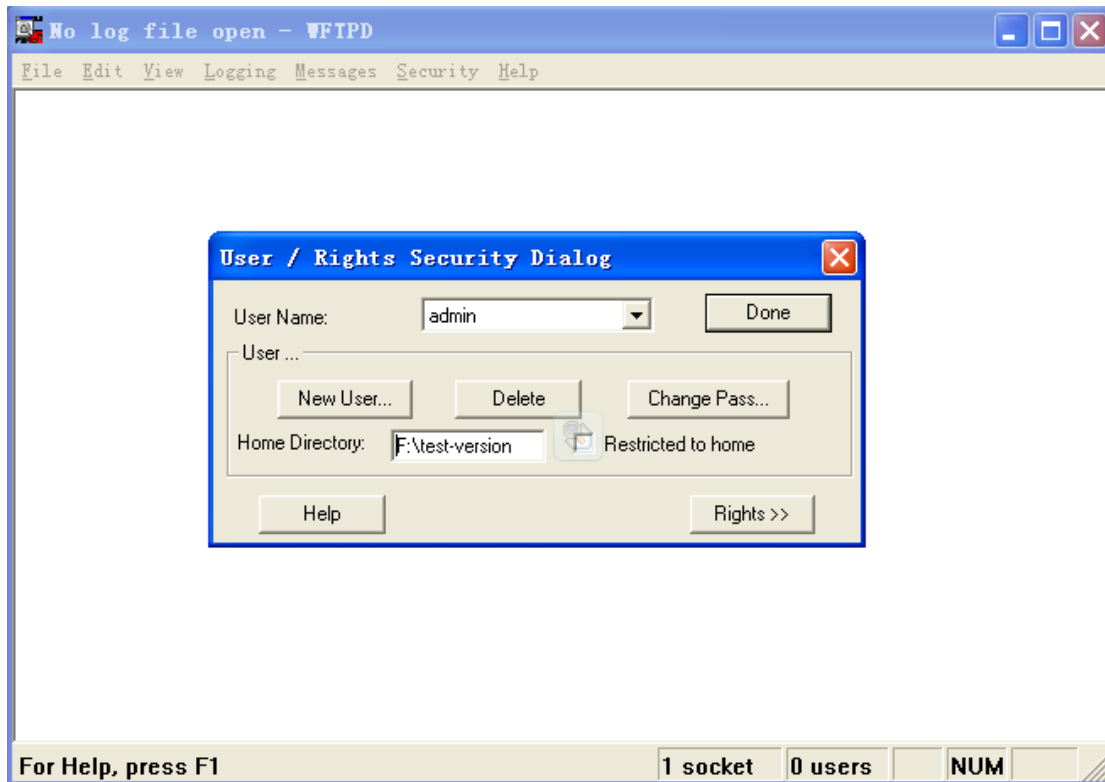 No log file open - WFTPD
File Edit View Logging Messages Security Help
User / Rights Security Dialog
User Name: admin Done
User ...
New User... Delete Change Pass...
Home Directory: F:\test-version Restricted to home
Help Rights >>
For Help, press F1 1 socket 0 users NUM